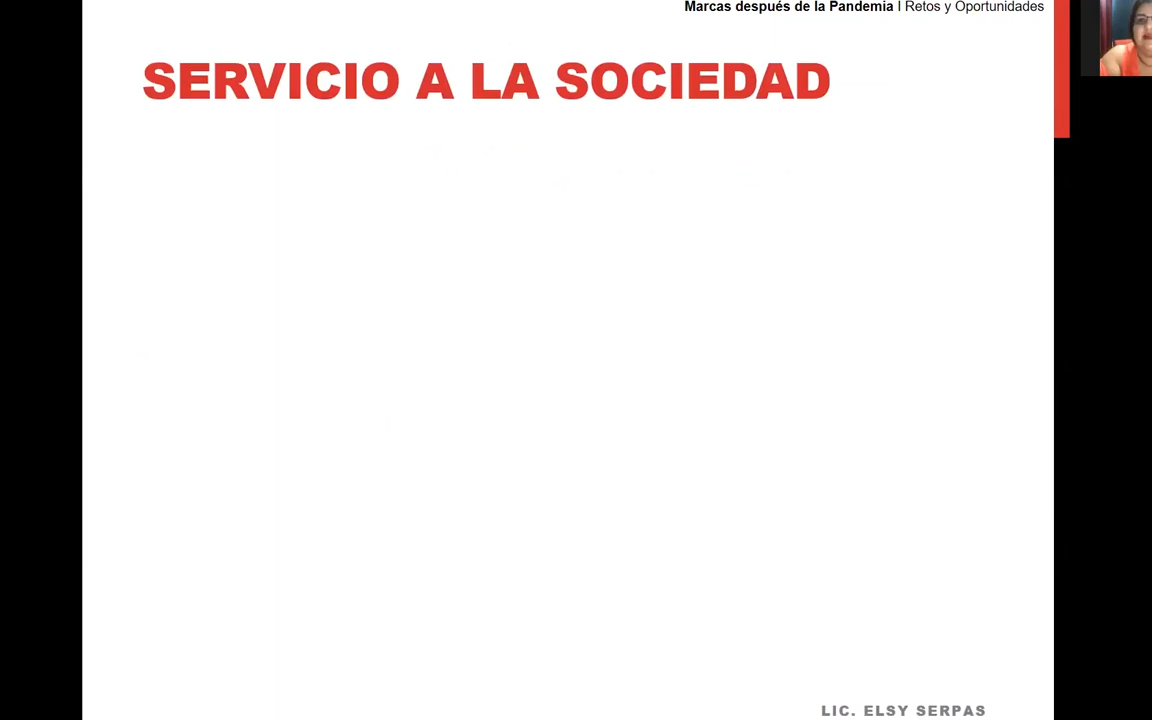 Marcas después de la Pandemia I Retos y Oportunidades
SERVICIO A LA SOCIEDAD
LIC. ELSY SERPAS